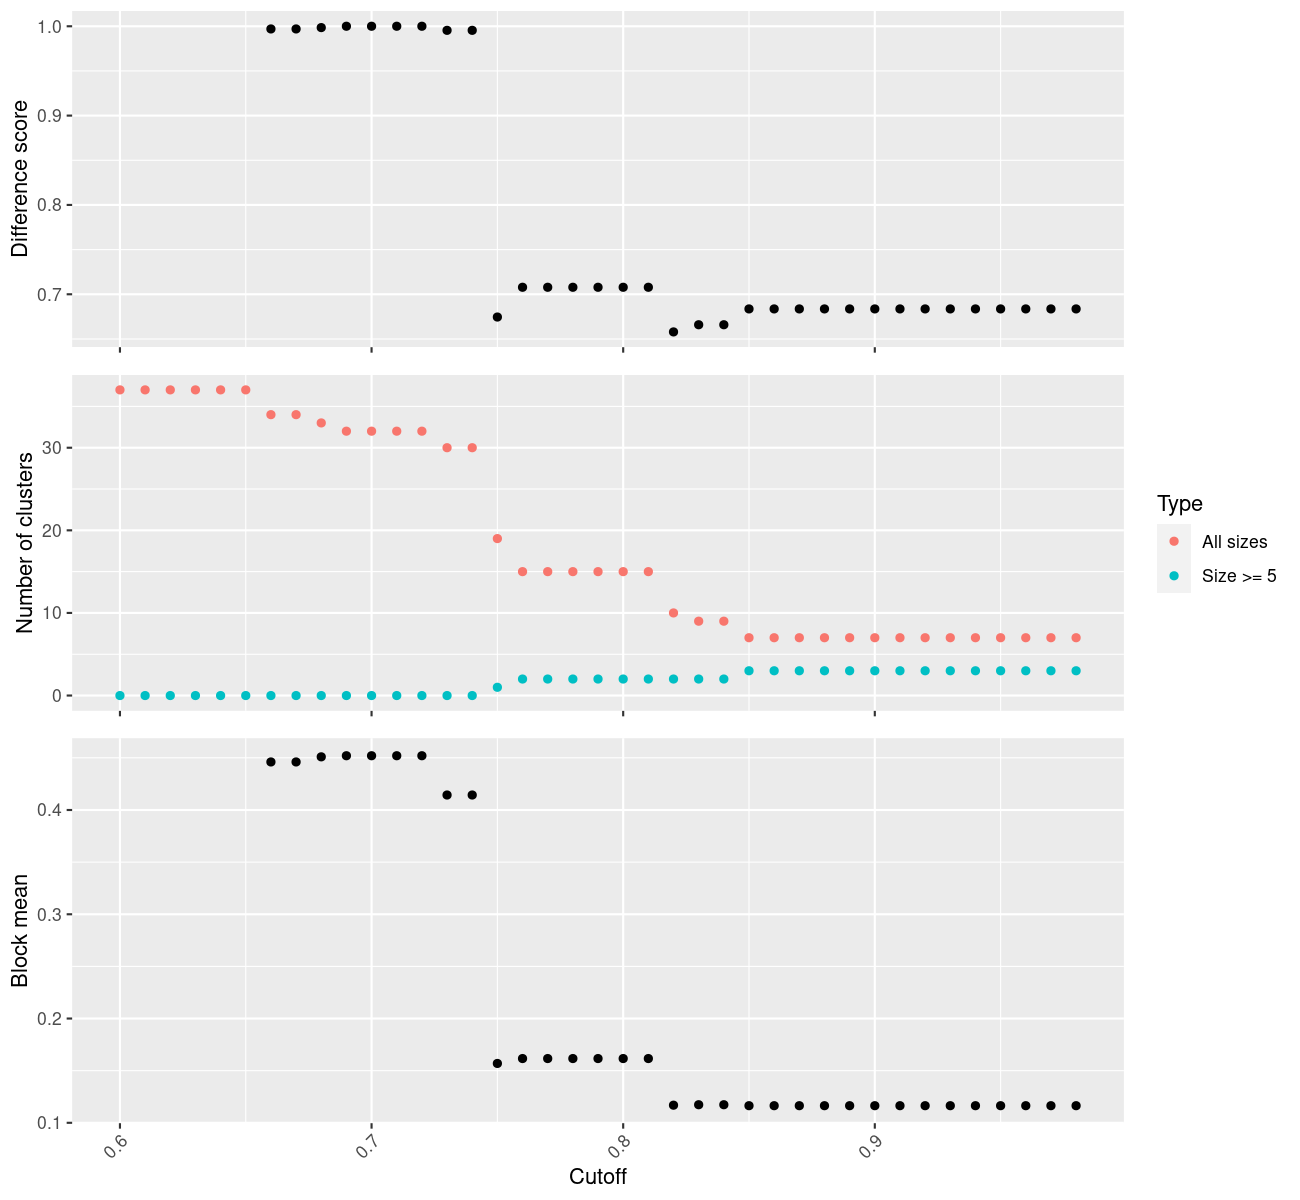 Difference score
1.0
0.9
0.8
0.7
Number of clusters
30
20
10
0
Type
All sizes
Size >= 5
Block mean
0.4
0.3
0.2
0.1
0.6
0.7
0.8
0.9
Cutoff